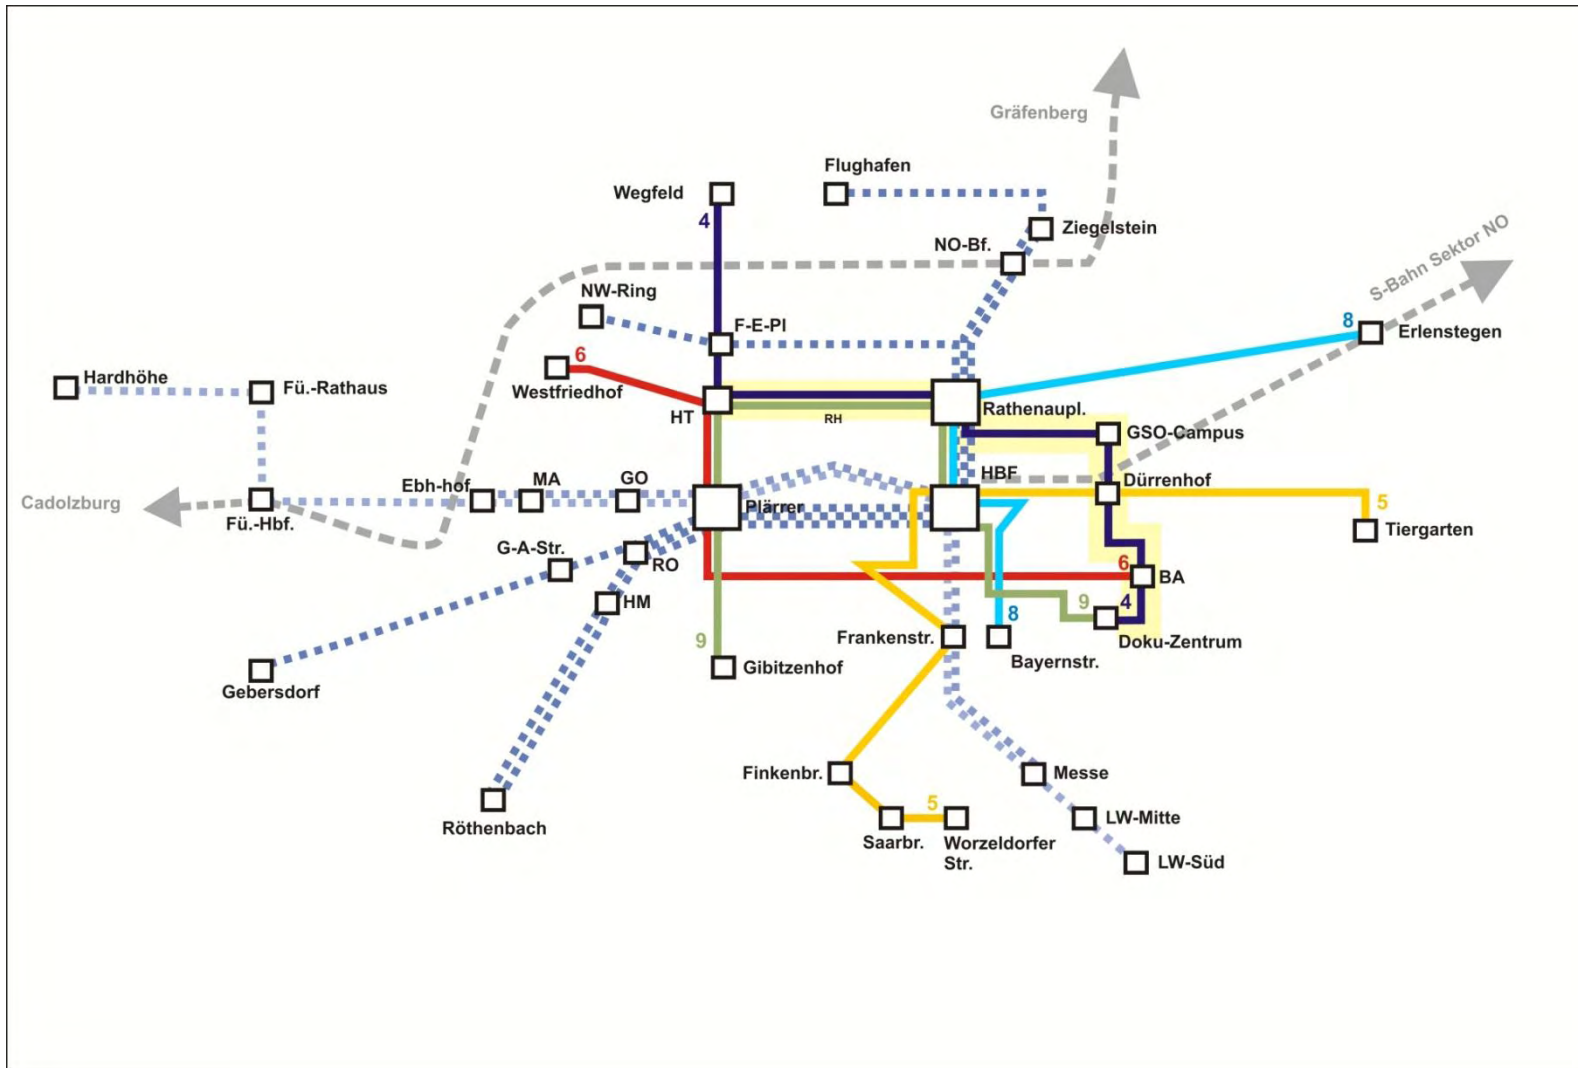 Gräfenberg
Flughafen
Wegfeld
4
Ziegelstein
NO-Bf.
S-Bahn Sektor NO
NW-Ring
F-E-Pl
8
Erlenstegen
6
Westfriedhof
Hardhöhe
Fü.-Rathaus
HT
RH
Rathenaupl.
GSO-Campus
Cadolzburg
Fü.-Hbf.
Ebh-hof
MA
GO
Plärrer
HBF
Dürrenhof
5
Tiergarten
G-A-Str.
RO
6
BA
HM
9
4
8
9
Frankenstr.
Bayernstr.
Doku-Zentrum
Gibitzenhof
Gebersdorf
Finkenbr.
Messe
5
Röthenbach
Saarbr.
Worzeldorfer
Str.
LW-Mitte
LW-Süd